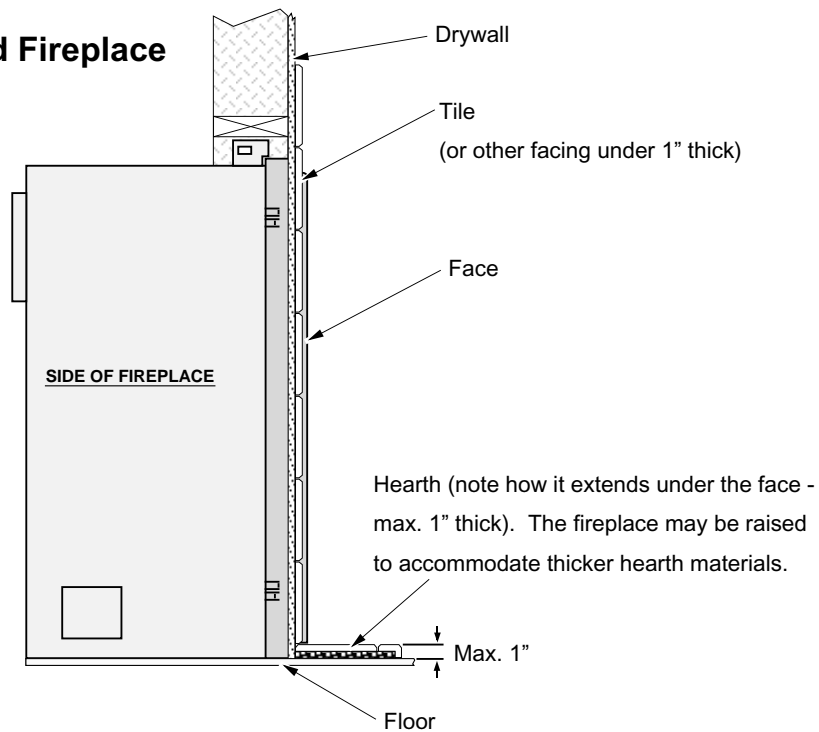 d Fireplace
Drywall
Tile
(or other facing under 1” thick)
Face
SIDE OF FIREPLACE
Hearth (note how it extends under the face -
max. 1” thick).  The fireplace may be raised
to accommodate thicker hearth materials.
Max. 1”
Floor